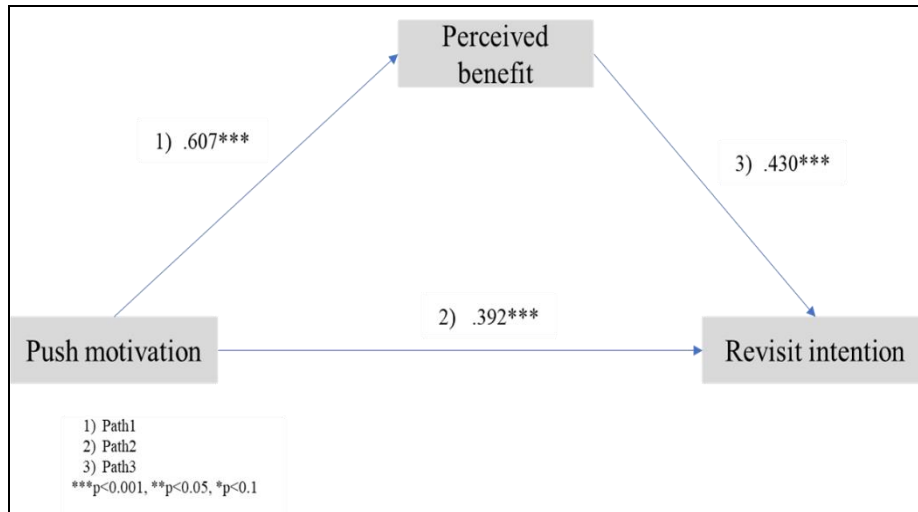 Perceived
benefit
1) .607***
3) .430***
2) .392***
Push motivation
Revisit intention
1) Path1
2) Path2
3) Path3
***p<0.001, **p<0.05, *p<0.1